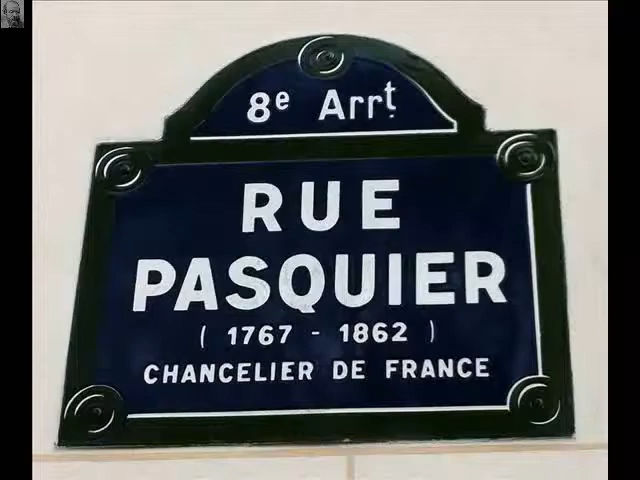 8e Arrt
RUE
PASQUIER
( 1767 - 1862 )
CHANCELIER DE FRANCE